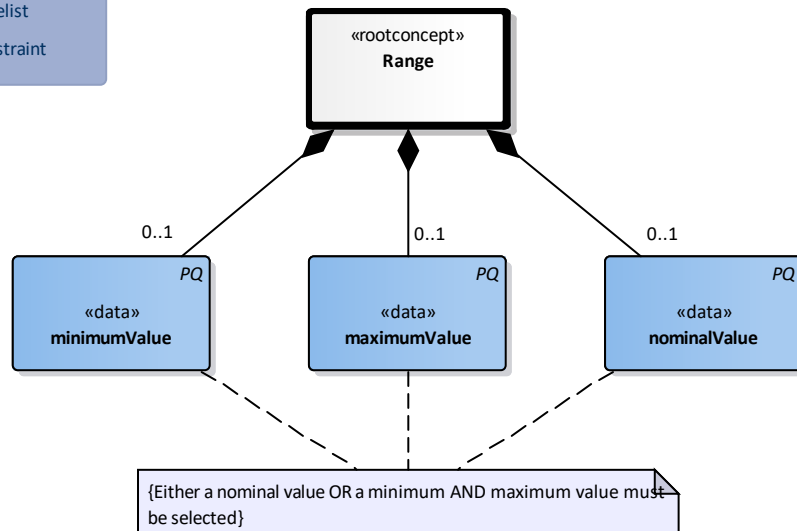 elist
straint
«rootconcept»
Range
0..1
0..1
0..1
PQ
PQ
PQ
«data»
minimumValue
«data»
maximumValue
«data»
nominalValue
{Either a nominal value OR a minimum AND maximum value must
be selected}